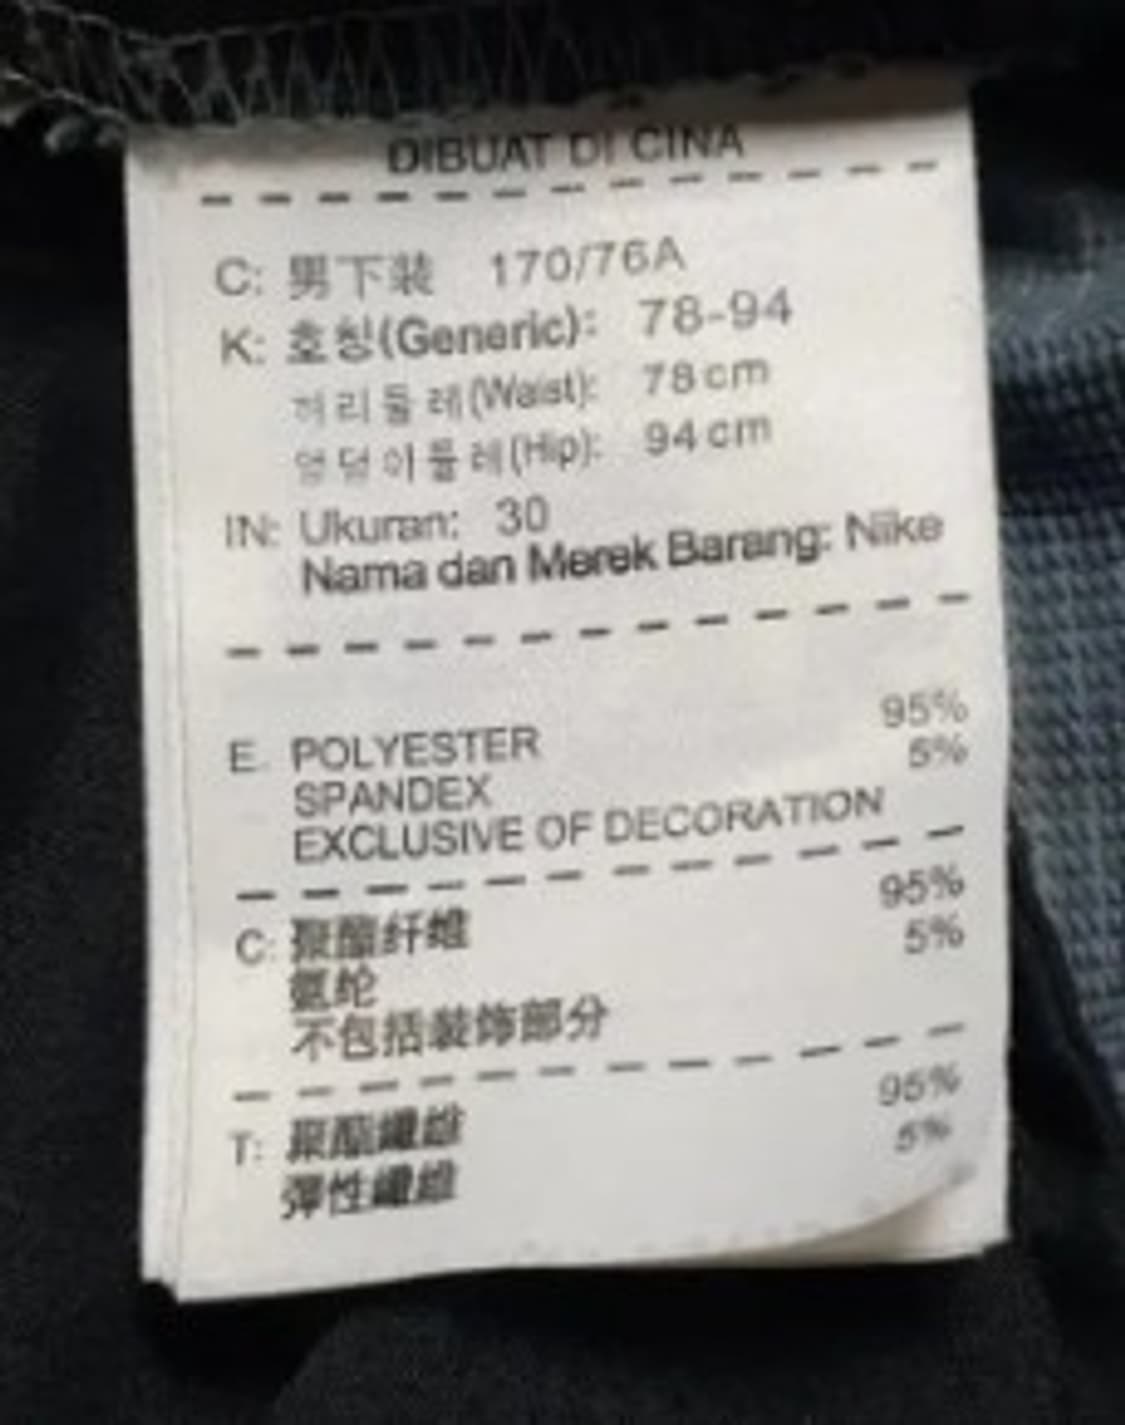 DIBUAT DI CINA
C: 男下装 170/76A
K: 호칭(Generic): 78-94
허리둘레(Waist): 78cm
엉덩이둘레(Hip): 94cm
IN: Ukuran: 30
Nama dan Merek Barang: Nike
E: POLYESTER 95%
SPANDEX 5%
EXCLUSIVE OF DECORATION
C: 聚酯纤维 95%
氨纶 5%
不包括装饰部分
T: 聚酯纖維 95%
彈性纖維 5%